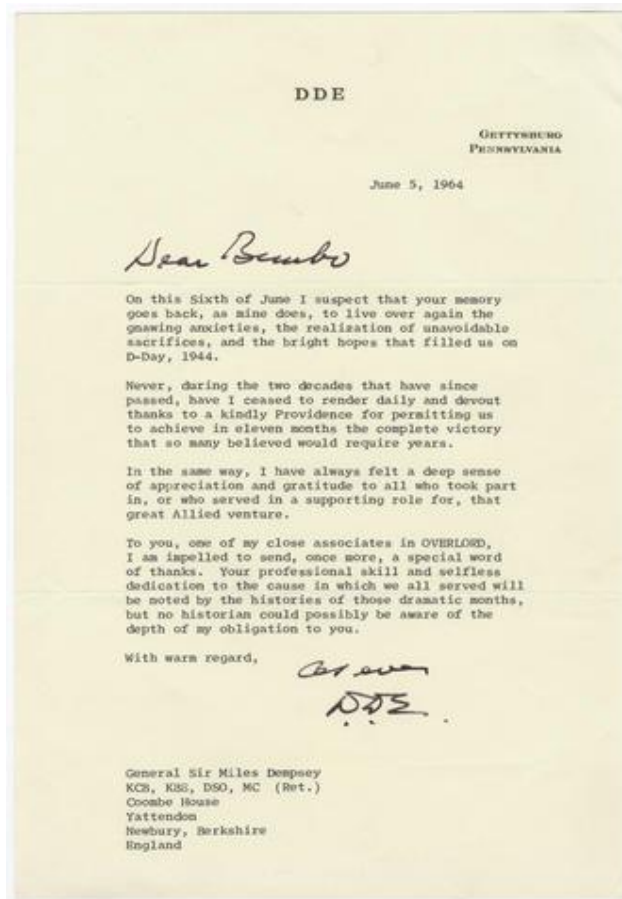 DDE
GETTYSBURG
PENNSYLVANIA
June 5, 1964
Dear Bimbo
On this Sixth of June I suspect that your memory
goes back, as mine does, to live over again the
gnawing anxieties, the realization of unavoidable
sacrifices, and the bright hopes that filled us on
D-Day, 1944.
Never, during the two decades that have since
passed, have I ceased to render daily and devout
thanks to a kindly Providence for permitting us
to achieve in eleven months the complete victory
that so many believed would require years.
In the same way, I have always felt a deep sense
of appreciation and gratitude to all who took part
in, or who served in a supporting role for, that
great Allied venture.
To you, one of my close associates in OVERLORD,
I am impelled to send, once more, a special word
of thanks. Your professional skill and selfless
dedication to the cause in which we all served will
be noted by the histories of those dramatic months,
but no historian could possibly be aware of the
depth of my obligation to you.
With warm regard,
As ever
D.D.E.
General Sir Miles Dempsey
KCB, KBE, DSO, MC (Ret.)
Coombe House
Yattendon
Newbury, Berkshire
England